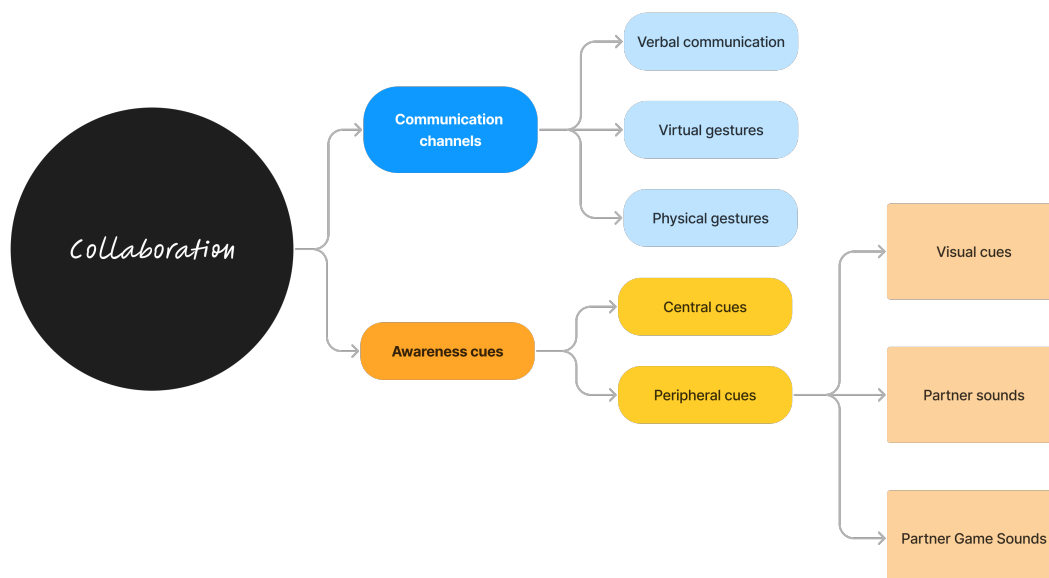 Collaboration
Communication
channels
Verbal communication
Virtual gestures
Physical gestures
Awareness cues
Central cues
Peripheral cues
Visual cues
Partner sounds
Partner Game Sounds